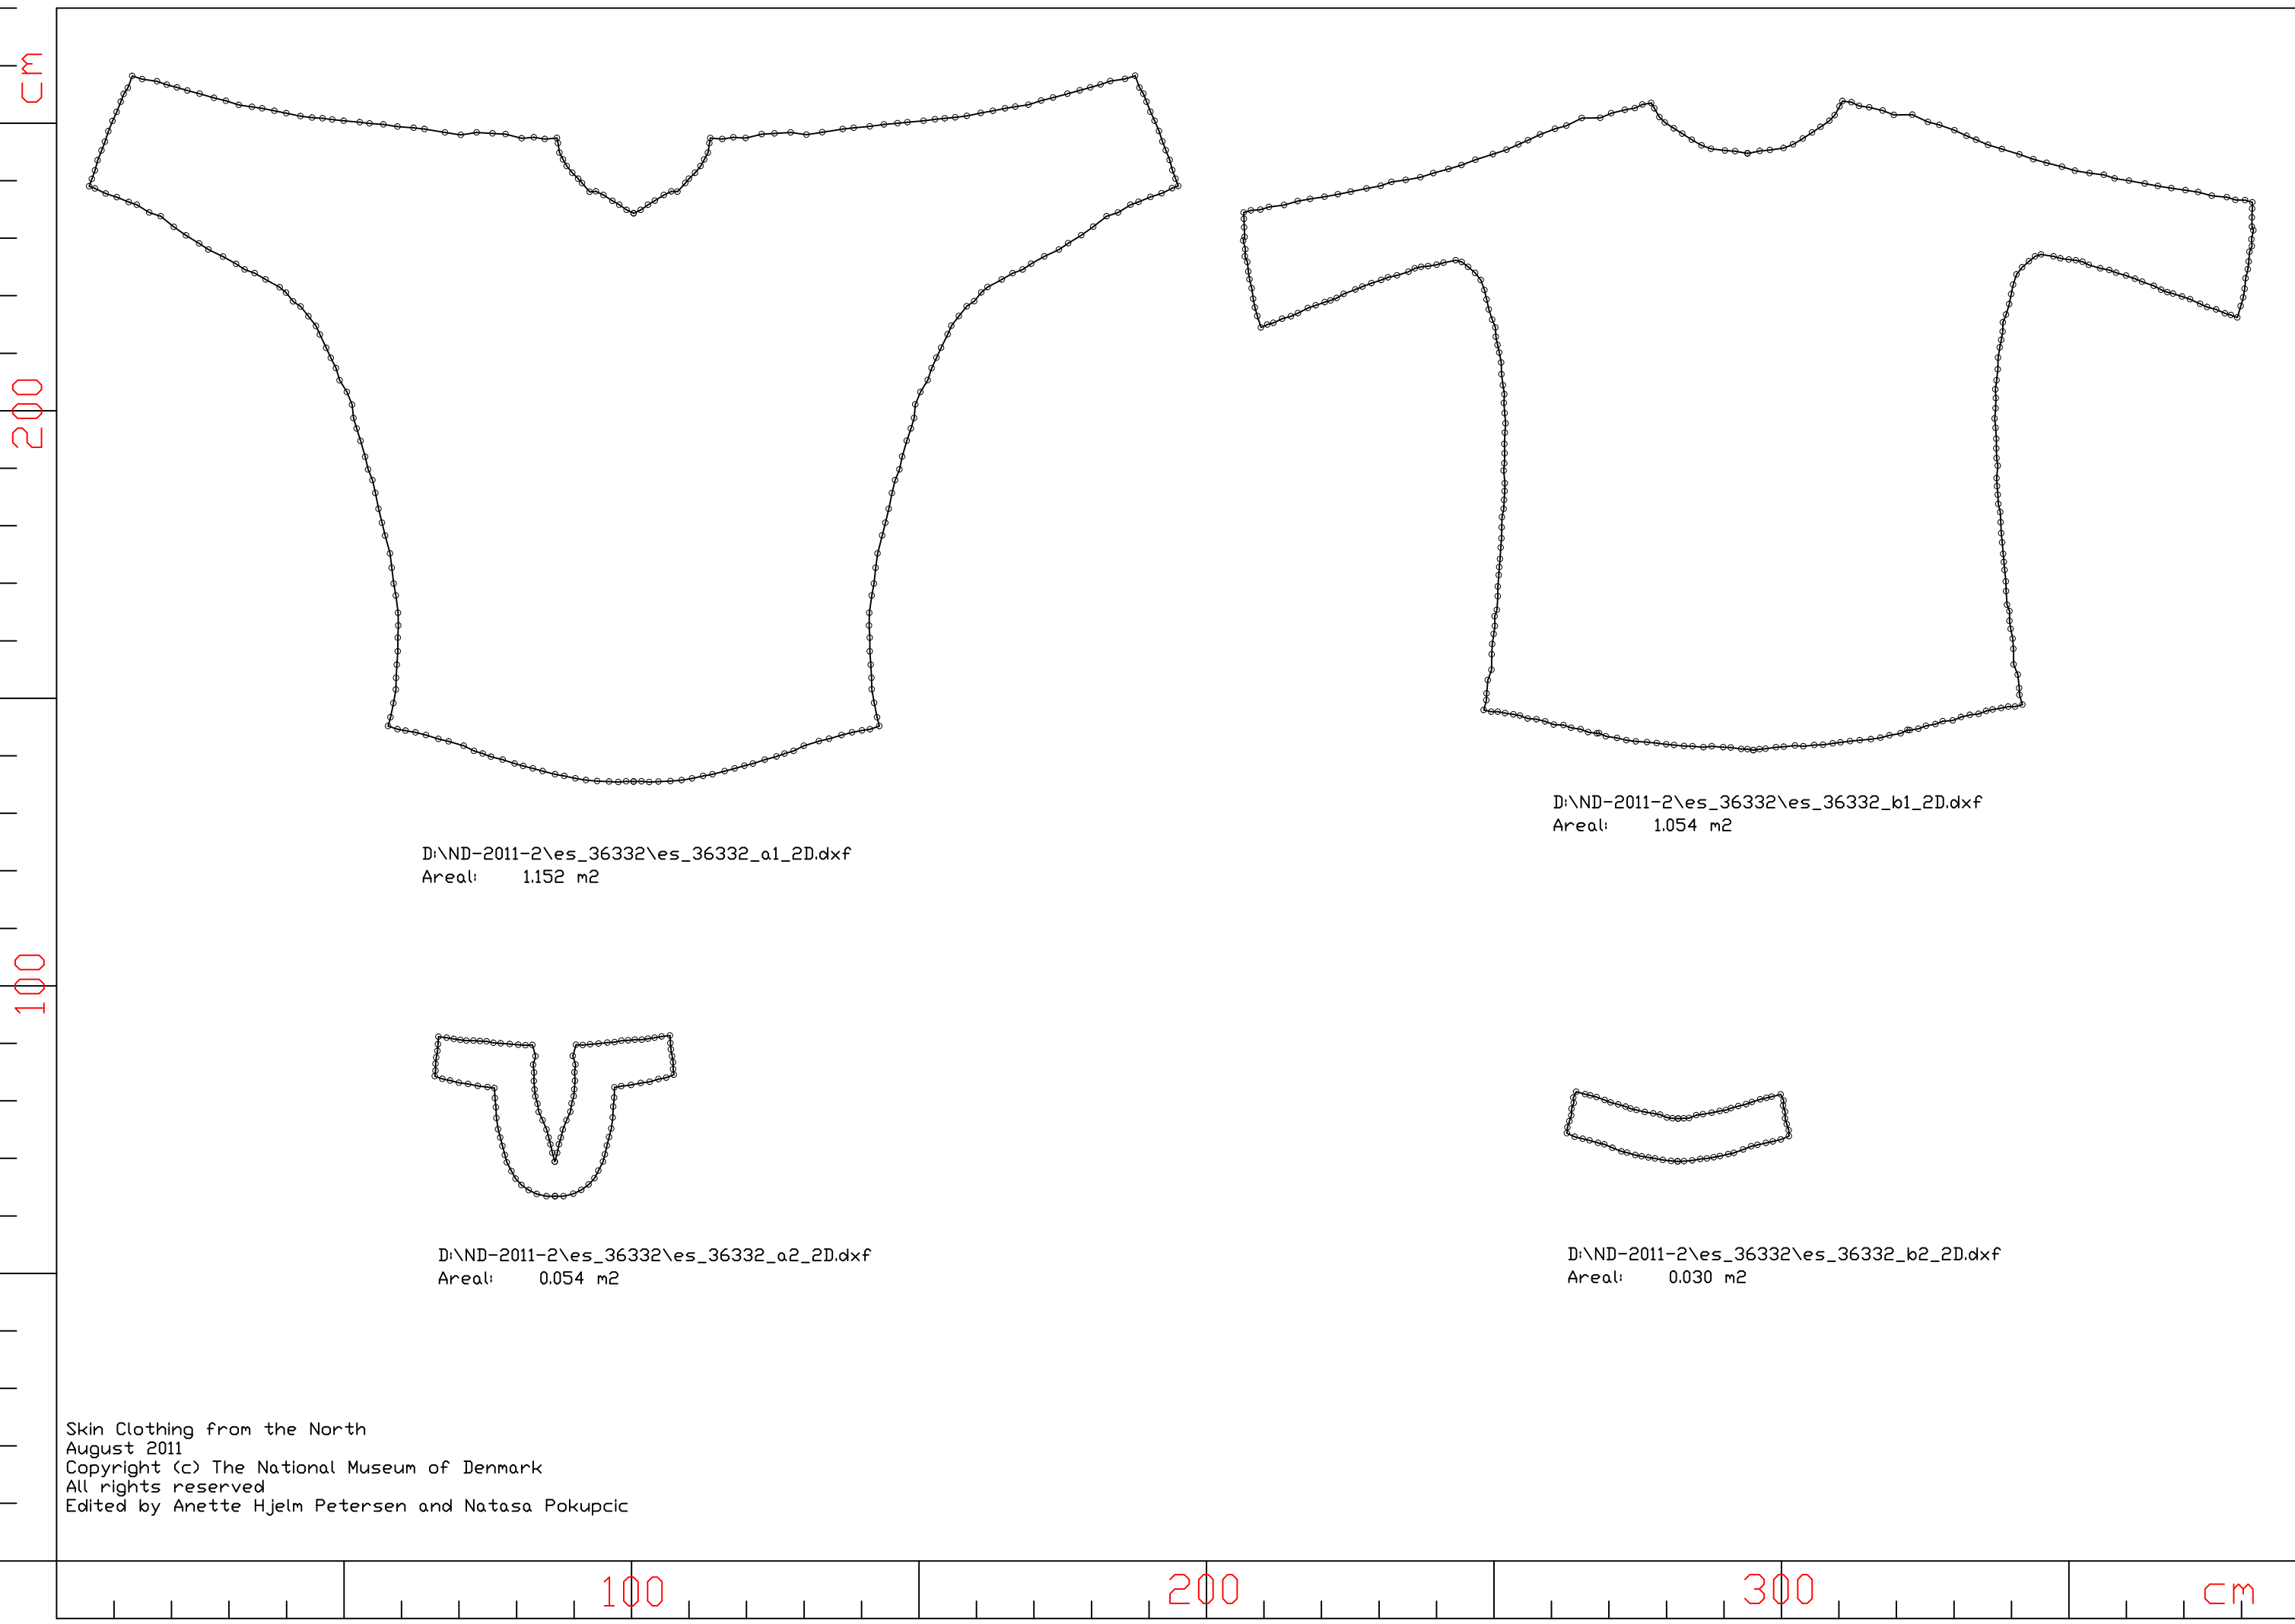 cm
200
100
D:\ND-2011-2\es_36332\es_36332_a1_2D.dxf
Areal: 1.152 m2
D:\ND-2011-2\es_36332\es_36332_b1_2D.dxf
Areal: 1.054 m2
D:\ND-2011-2\es_36332\es_36332_a2_2D.dxf
Areal: 0.054 m2
D:\ND-2011-2\es_36332\es_36332_b2_2D.dxf
Areal: 0.030 m2
Skin Clothing from the North
August 2011
Copyright (c) The National Museum of Denmark
All rights reserved
Edited by Anette Hjelm Petersen and Natasa Pokupcic
100 200 300 cm